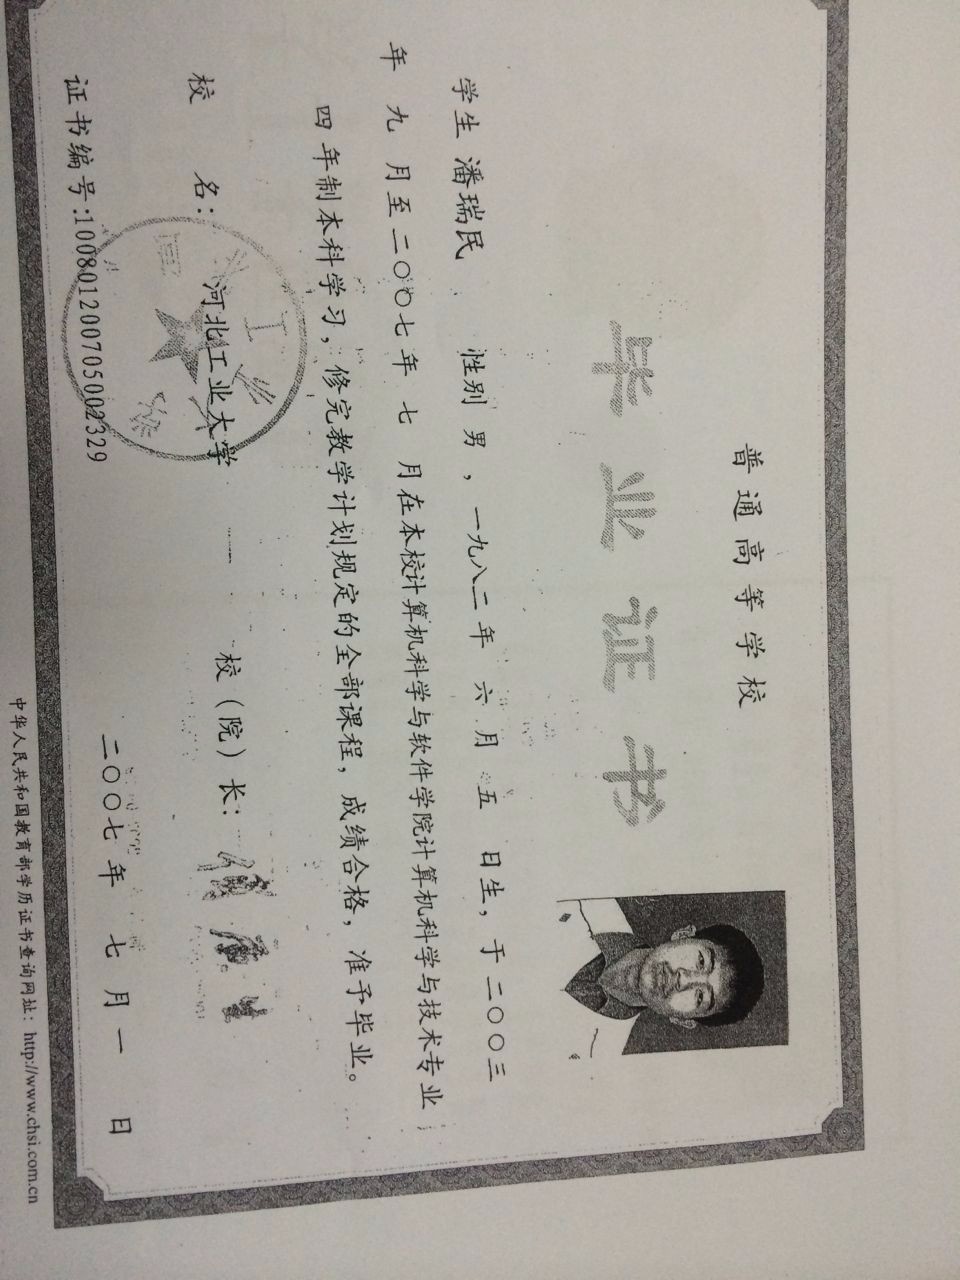 普通高等学校
毕业证书
学生 潘瑞民 性别 男 ，一九八二年 六 月 五 日生，于二〇〇三
年 九 月至二〇〇七年 七 月在本校计算机科学与软件学院计算机科学与技术专业
四年制本科学习，修完教学计划规定的全部课程，成绩合格，准予毕业。
校 名：河北工业大学 校（院）长：
证书编号:100801200705002329 二〇〇七年 七月一 日
中华人民共和国教育部学历证书查询网址：http://www.chsi.com.cn